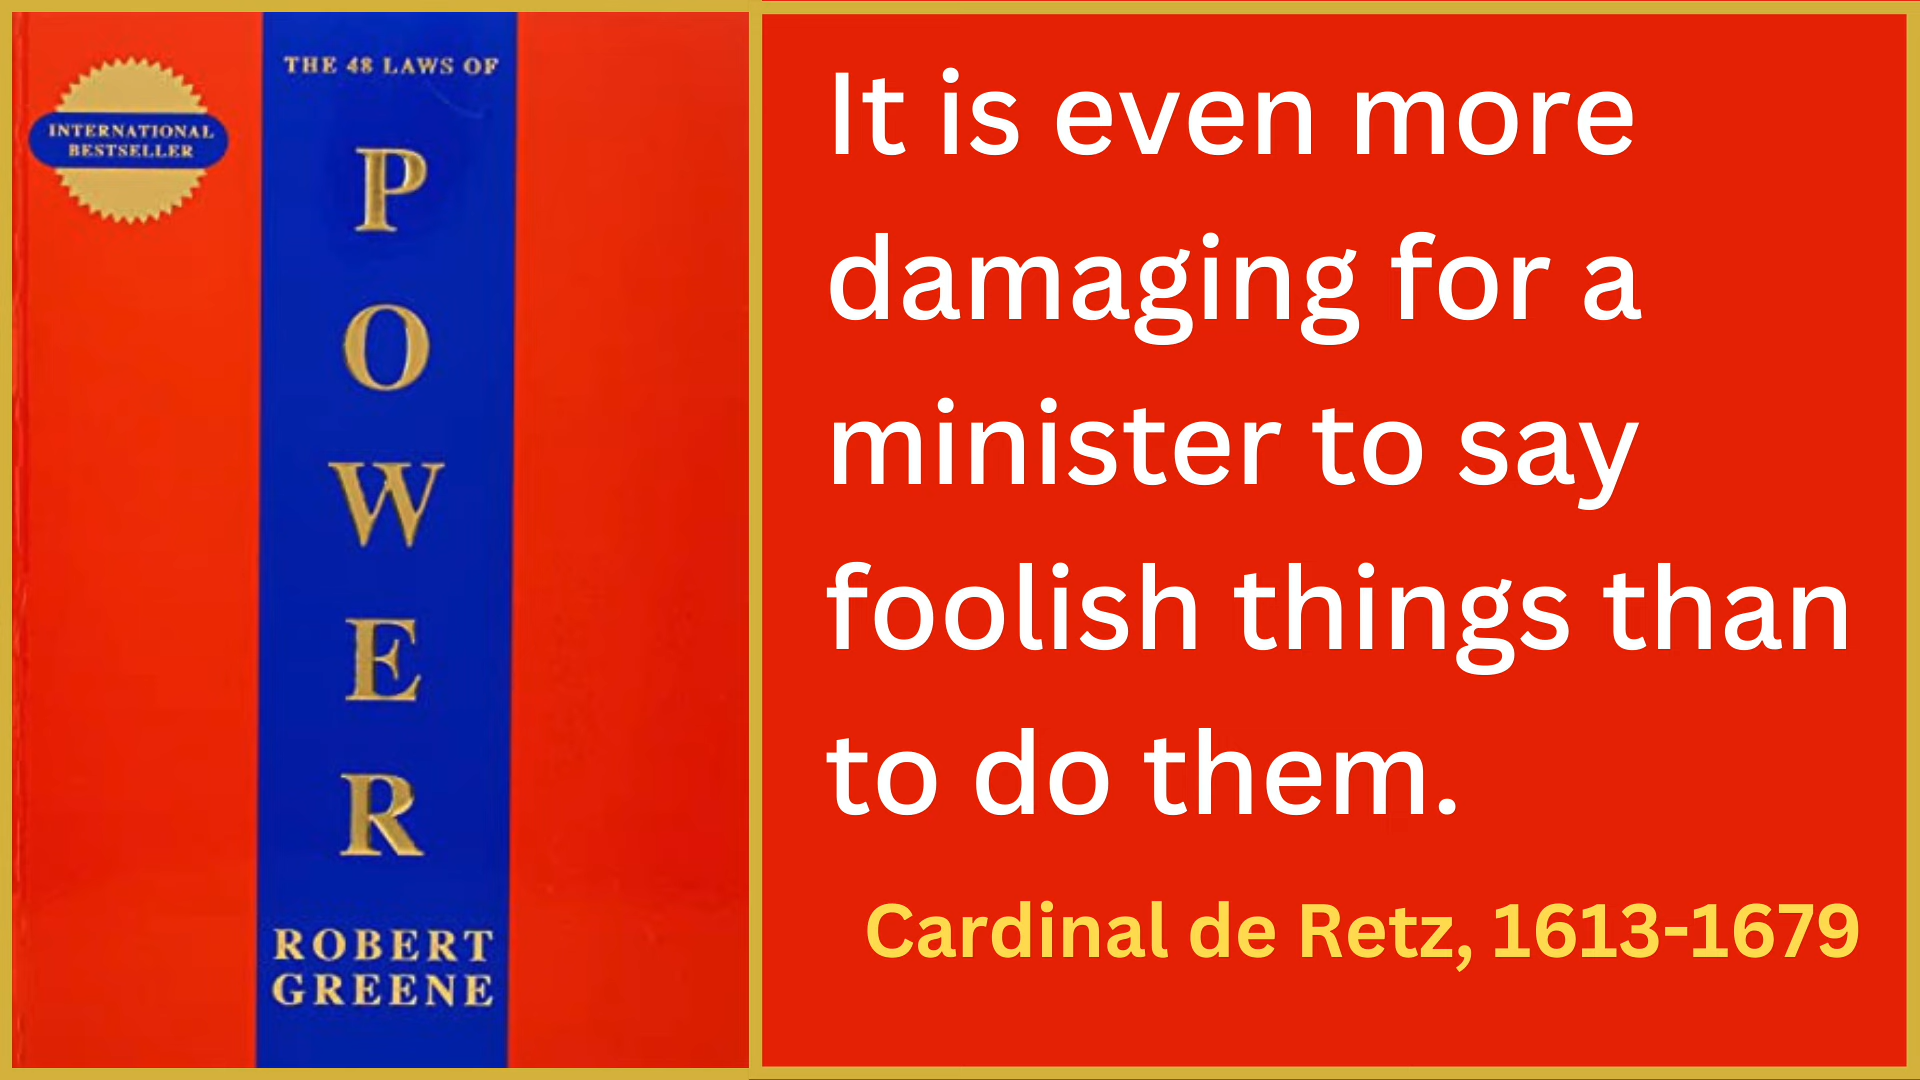 THE 48 LAWS OF
INTERNATIONAL
BESTSELLER
P
O
W
E
R
ROBERT
GREENE
It is even more
damaging for a
minister to say
foolish things than
to do them.
Cardinal de Retz, 1613-1679